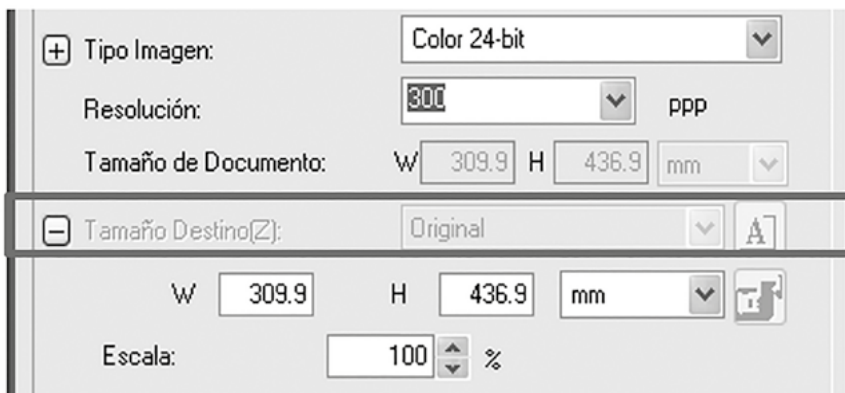 Tipo Imagen: Color 24-bit
Resolución: 300 ppp
Tamaño de Documento: W 309.9 H 436.9 mm
Tamaño Destino(Z): Original A
W 309.9 H 436.9 mm
Escala: 100 %